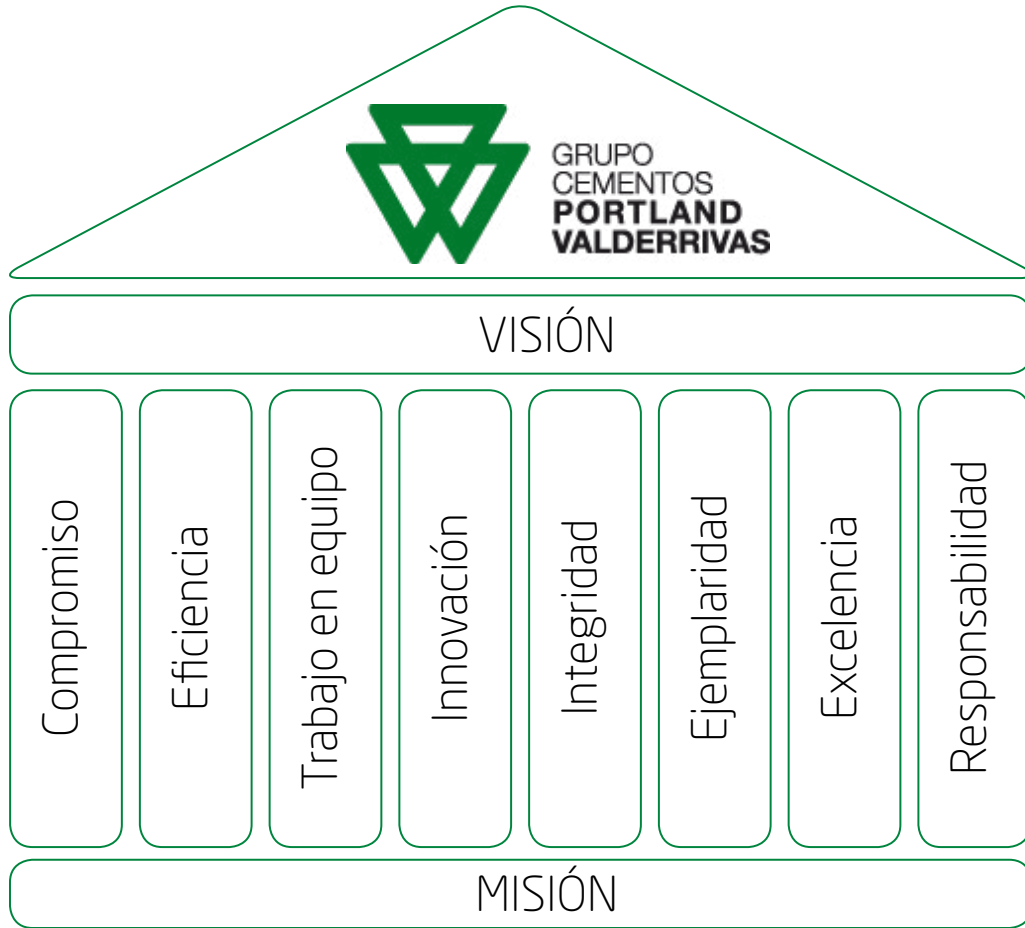 GRUPO
CEMENTOS
PORTLAND
VALDERRIVAS
VISIÓN
Compromiso
Eficiencia
Trabajo en equipo
Innovación
Integridad
Ejemplaridad
Excelencia
Responsabilidad
MISIÓN